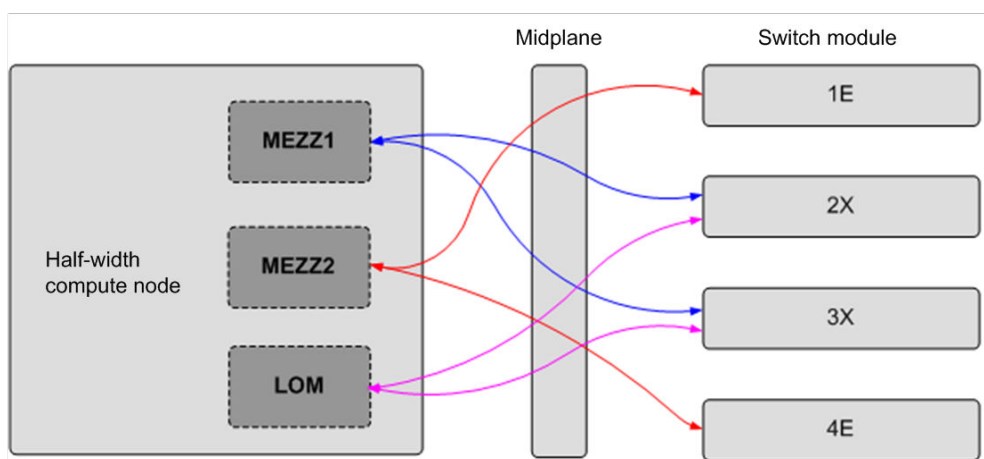 Midplane
Switch module
MEZZ1
MEZZ2
LOM
Half-width
compute node
1E
2X
3X
4E